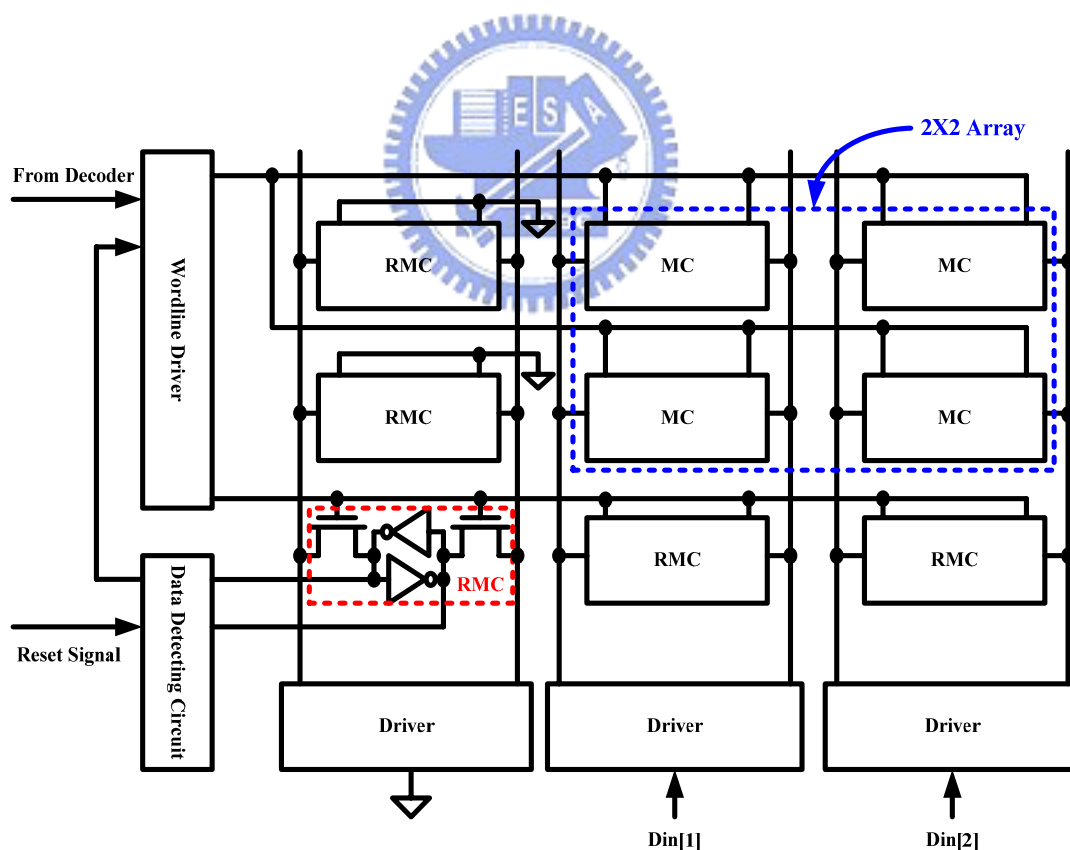 E S A
2X2 Array
From Decoder
Wordline Driver
RMC
MC
MC
RMC
MC
MC
RMC
RMC
RMC
Reset Signal
Data Detecting Circuit
Driver
Driver
Driver
Din[1]
Din[2]